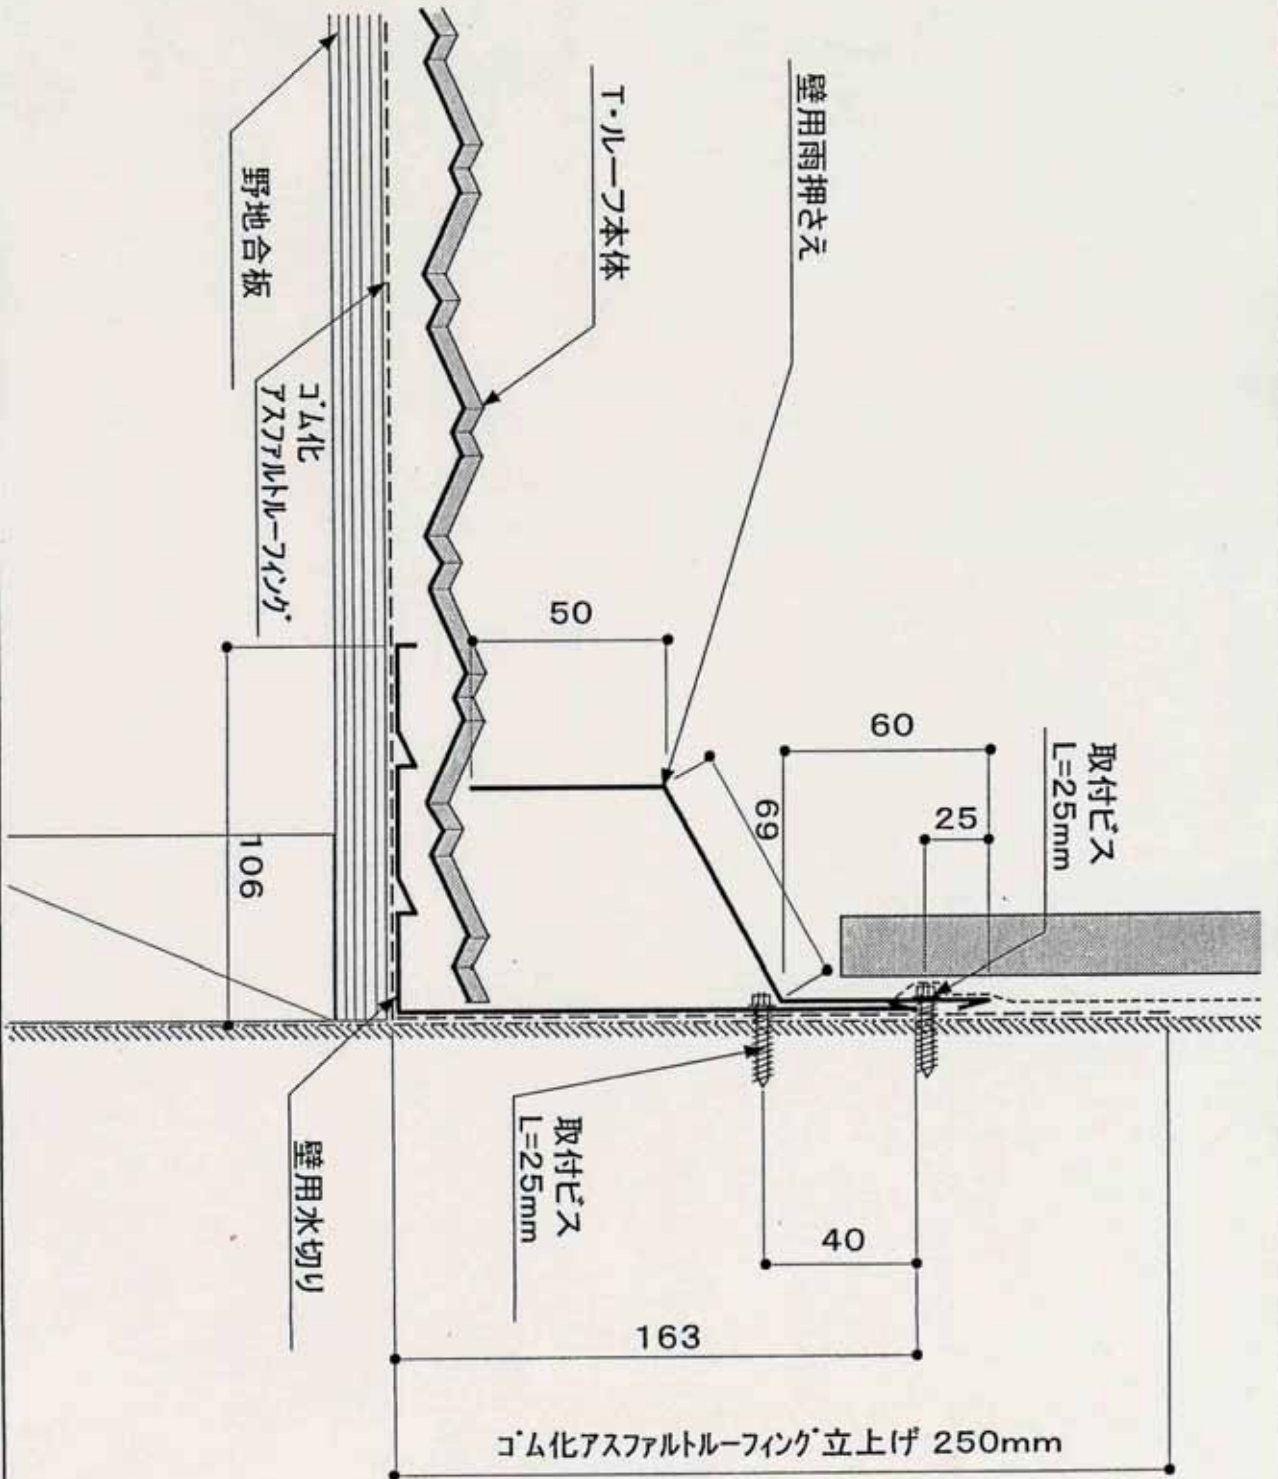 壁用雨押さえ
T・ルーフ本体
野地合板
ゴム化
アスファルトルーフィング
50
60
取付ビス
L=25mm
25
69
106
壁用水切り
取付ビス
L=25mm
40
163
ゴム化アスファルトルーフィング立上げ 250mm